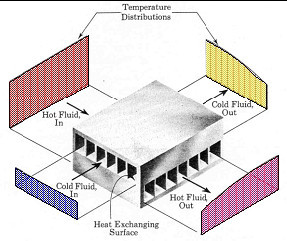 Temperature
Distributions
Hot Fluid,
In
Cold Fluid,
Out
Cold Fluid,
In
Hot Fluid,
Out
Heat Exchanging
Surface